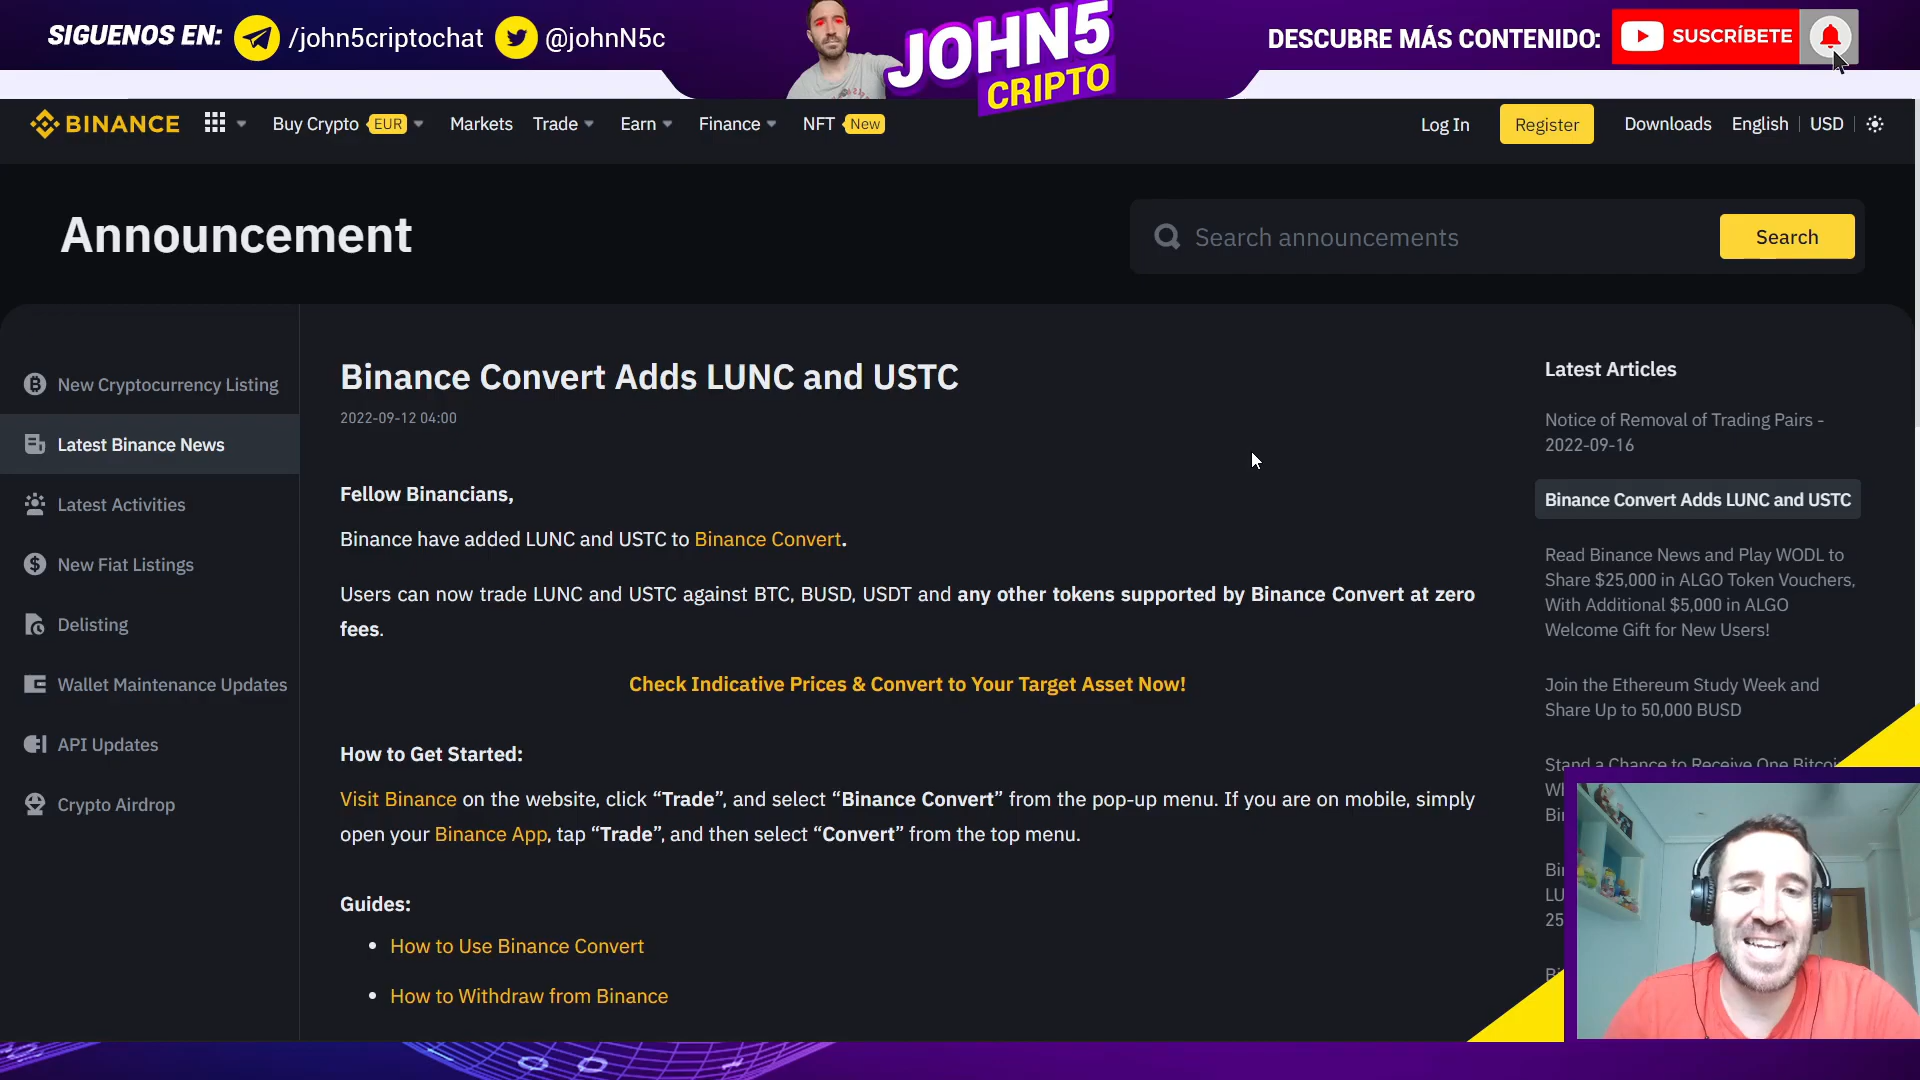 SIGUENOS EN: /john5criptochat @johnN5c
JOHN5
CRIPTO
DESCUBRE MÁS CONTENIDO: SUSCRÍBETE
BINANCE Buy Crypto EUR Markets Trade Earn Finance NFT New Log In Register Downloads English USD
Announcement
Search announcements Search
New Cryptocurrency Listing
Latest Binance News
Latest Activities
New Fiat Listings
Delisting
Wallet Maintenance Updates
API Updates
Crypto Airdrop
Binance Convert Adds LUNC and USTC
2022-09-12 04:00
Fellow Binancians,
Binance have added LUNC and USTC to Binance Convert.
Users can now trade LUNC and USTC against BTC, BUSD, USDT and any other tokens supported by Binance Convert at zero
fees.
Check Indicative Prices & Convert to Your Target Asset Now!
How to Get Started:
Visit Binance on the website, click “Trade”, and select “Binance Convert” from the pop-up menu. If you are on mobile, simply
open your Binance App, tap “Trade”, and then select “Convert” from the top menu.
Guides:
• How to Use Binance Convert
• How to Withdraw from Binance
Latest Articles
Notice of Removal of Trading Pairs -
2022-09-16
Binance Convert Adds LUNC and USTC
Read Binance News and Play WODL to
Share $25,000 in ALGO Token Vouchers,
With Additional $5,000 in ALGO
Welcome Gift for New Users!
Join the Ethereum Study Week and
Share Up to 50,000 BUSD
Stand a Chance to Receive One